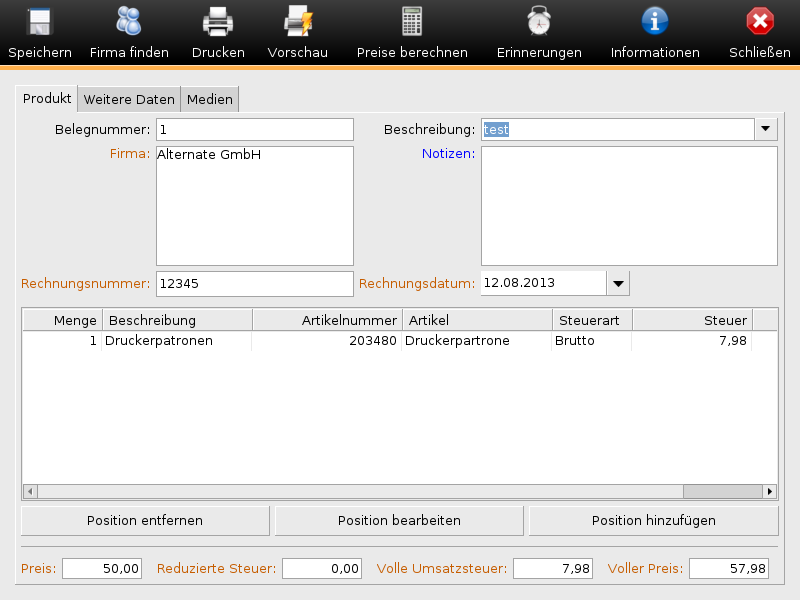 Speichern Firma finden Drucken Vorschau Preise berechnen Erinnerungen Informationen Schließen
Produkt Weitere Daten Medien
Belegnummer: 1 Beschreibung: test
Firma: Alternate GmbH Notizen:
Rechnungsnummer: 12345 Rechnungsdatum: 12.08.2013
Menge Beschreibung Artikelnummer Artikel Steuerart Steuer
1 Druckerpatronen 203480 Druckerpartrone Brutto 7,98
Position entfernen Position bearbeiten Position hinzufügen
Preis: 50,00 Reduzierte Steuer: 0,00 Volle Umsatzsteuer: 7,98 Voller Preis: 57,98